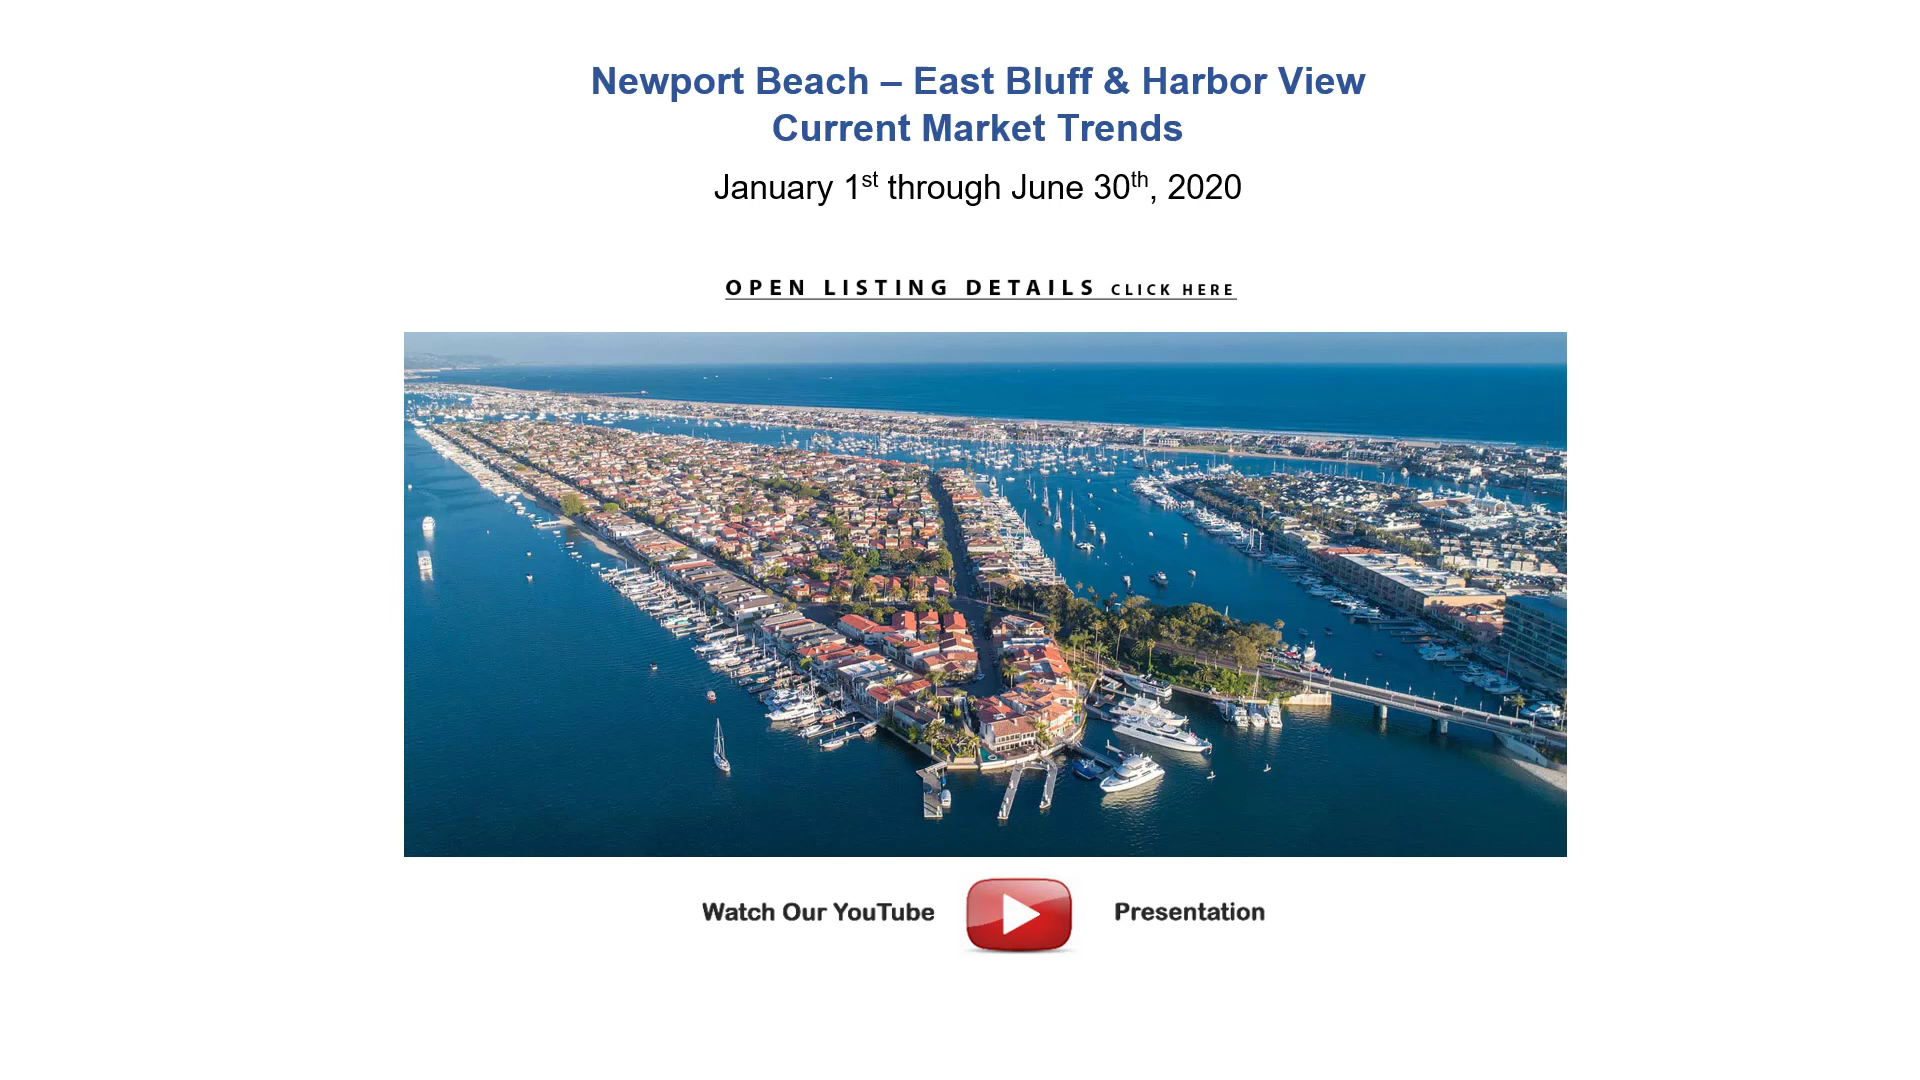 Newport Beach – East Bluff & Harbor View
Current Market Trends
January 1st through June 30th, 2020
OPEN LISTING DETAILS CLICK HERE
Watch Our YouTube Presentation